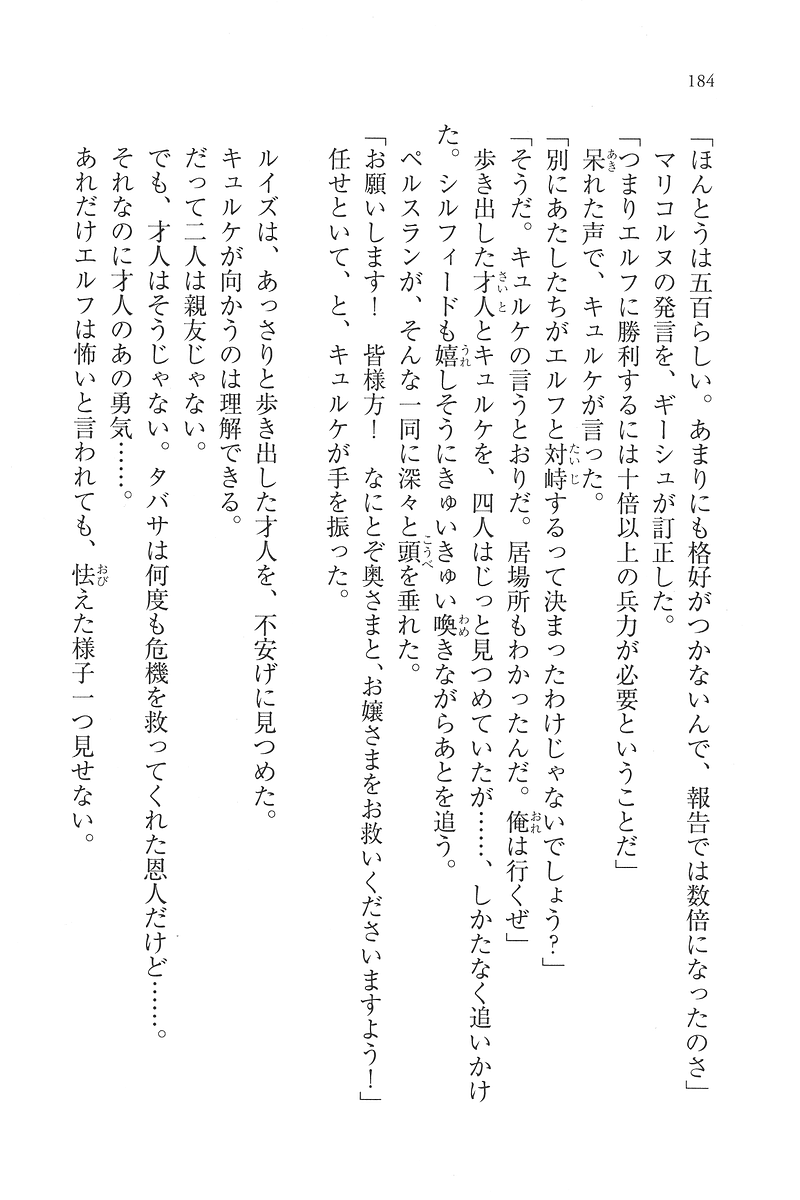 184
「ほんとうは五百らしい。あまりにも格好がつかないんで、報告では数倍になったのさ」
マリコルヌの発言を、ギーシュが訂正した。
「つまりエルフに勝利するには十倍以上の兵力が必要ということだ」
呆れた声で、キュルケが言った。
「別にあたしたちがエルフと対峙するって決まったわけじゃないでしょう?」
「そうだ。キュルケの言うとおりだ。居場所もわかったんだ。俺は行くぜ」
歩き出した才人とキュルケを、四人はじっと見つめていたが……、しかたなく追いかけ
た。シルフィードも嬉しそうにきゅいきゅい喚きながらあとを追う。
ペルスランが、そんな一同に深々と頭を垂れた。
「お願いします! 皆様方! なにとぞ奥さまと、お嬢さまをお救いくださいますよう!」
任せといて、と、キュルケが手を振った。
ルイズは、あっさりと歩き出した才人を、不安げに見つめた。
キュルケが向かうのは理解できる。
だって二人は親友じゃない。
でも、才人はそうじゃない。タバサは何度も危機を救ってくれた恩人だけど……。
それなのに才人のあの勇気……。
あれだけエルフは怖いと言われても、怯えた様子一つ見せない。